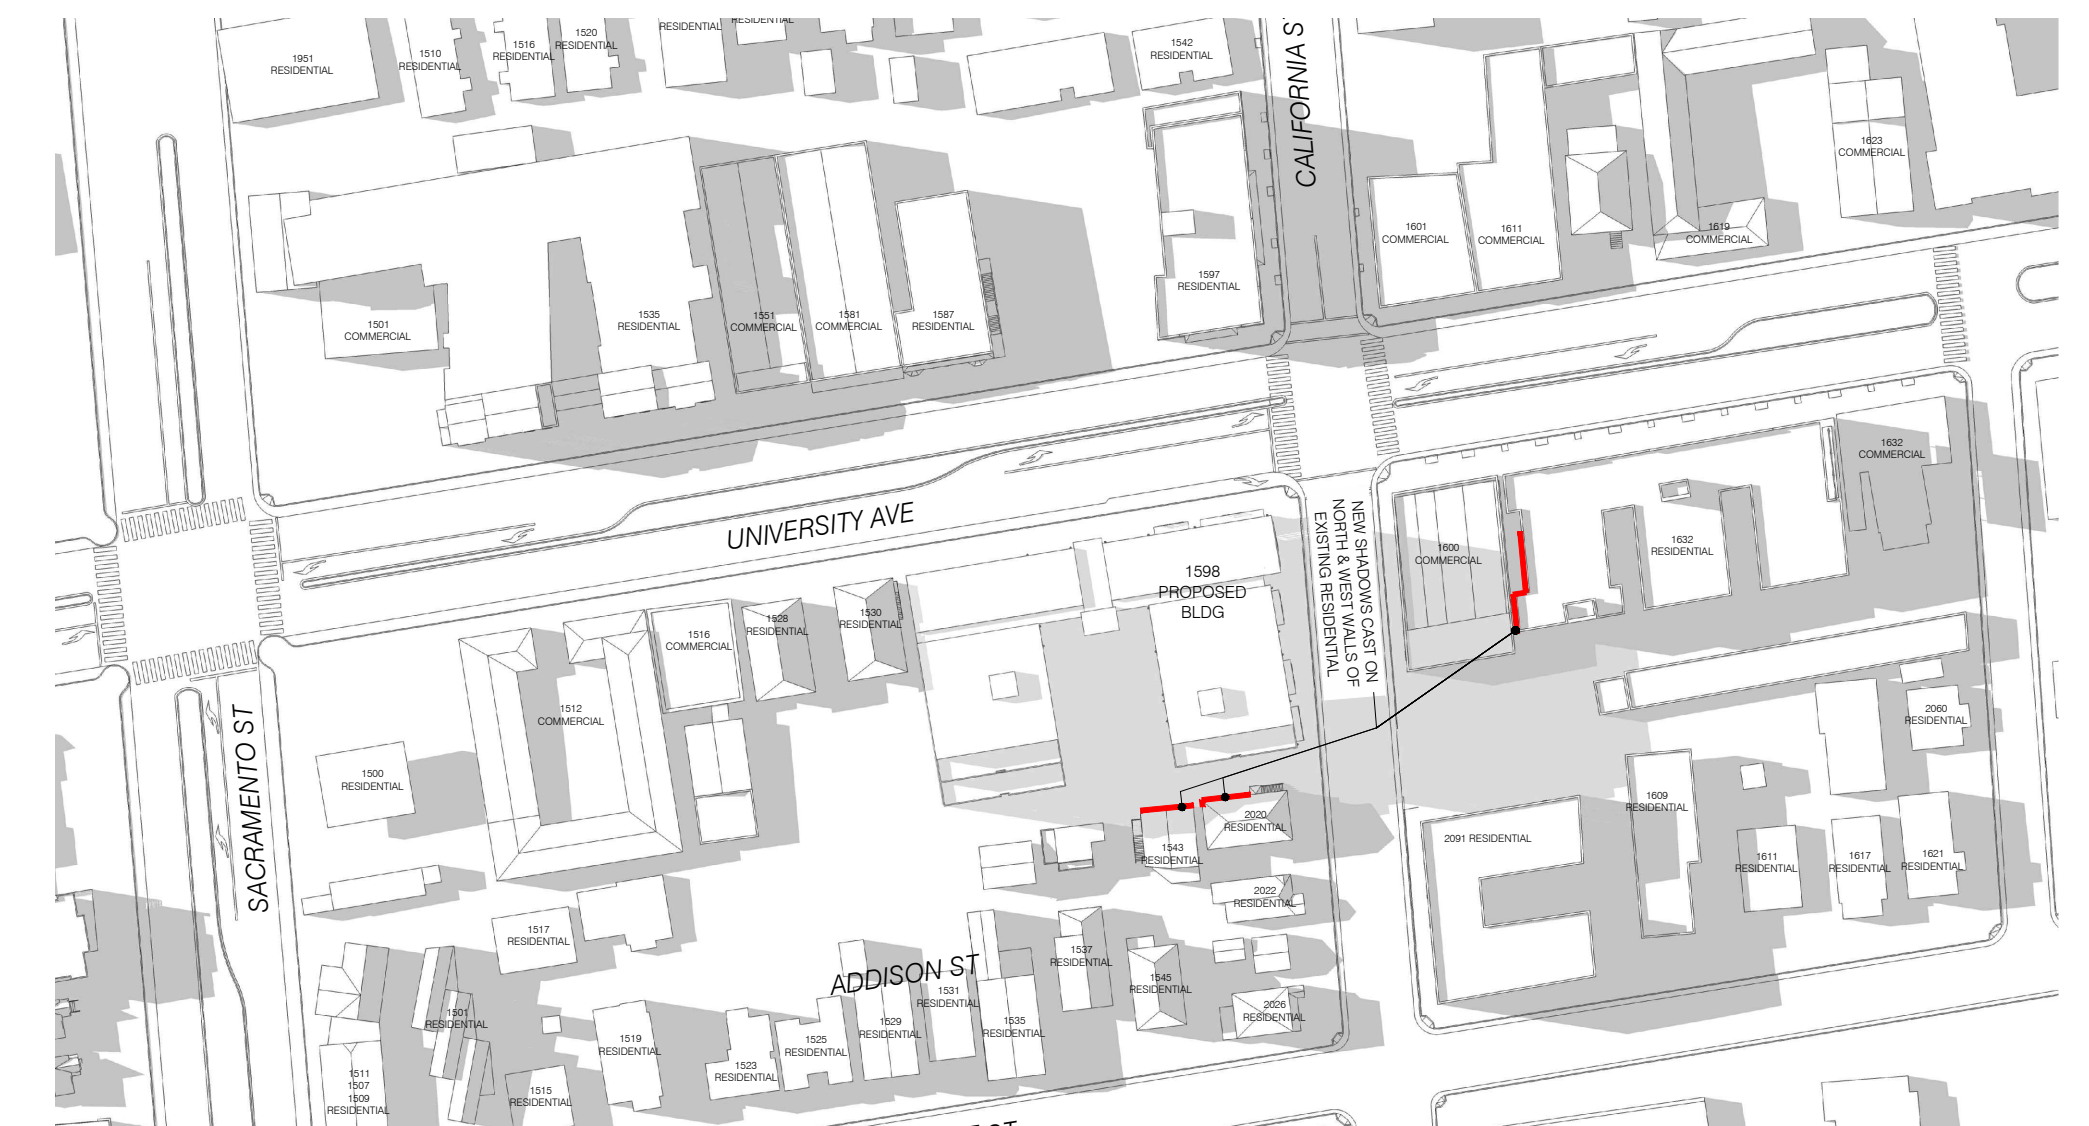 RESIDENTIAL
RESIDENTIAL
1520
RESIDENTIAL
1516
RESIDENTIAL
1510
RESIDENTIAL
1951
RESIDENTIAL
1542
RESIDENTIAL
CALIFORNIA S
1623
COMMERCIAL
1601
COMMERCIAL
1611
COMMERCIAL
1619
COMMERCIAL
1597
RESIDENTIAL
1501
COMMERCIAL
1535
RESIDENTIAL
1551
COMMERCIAL
1581
COMMERCIAL
1587
RESIDENTIAL
1632
COMMERCIAL
UNIVERSITY AVE
NEW SHADOWS CAST ON
NORTH & WEST WALLS OF
EXISTING RESIDENTIAL
1600
COMMERCIAL
1632
RESIDENTIAL
1598
PROPOSED
BLDG
1530
RESIDENTIAL
1528
RESIDENTIAL
1516
COMMERCIAL
1512
COMMERCIAL
2060
RESIDENTIAL
SACRAMENTO ST
1500
RESIDENTIAL
1609
RESIDENTIAL
2020
RESIDENTIAL
1543
RESIDENTIAL
2091 RESIDENTIAL
1611
RESIDENTIAL
1617
RESIDENTIAL
1621
RESIDENTIAL
2022
RESIDENTIAL
1517
RESIDENTIAL
1537
RESIDENTIAL
ADDISON ST
1545
RESIDENTIAL
1531
RESIDENTIAL
2026
RESIDENTIAL
1501
RESIDENTIAL
1529
RESIDENTIAL
1535
RESIDENTIAL
1519
RESIDENTIAL
1525
RESIDENTIAL
1523
RESIDENTIAL
1511
1507
1509
RESIDENTIAL
1515
RESIDENTIAL
ST